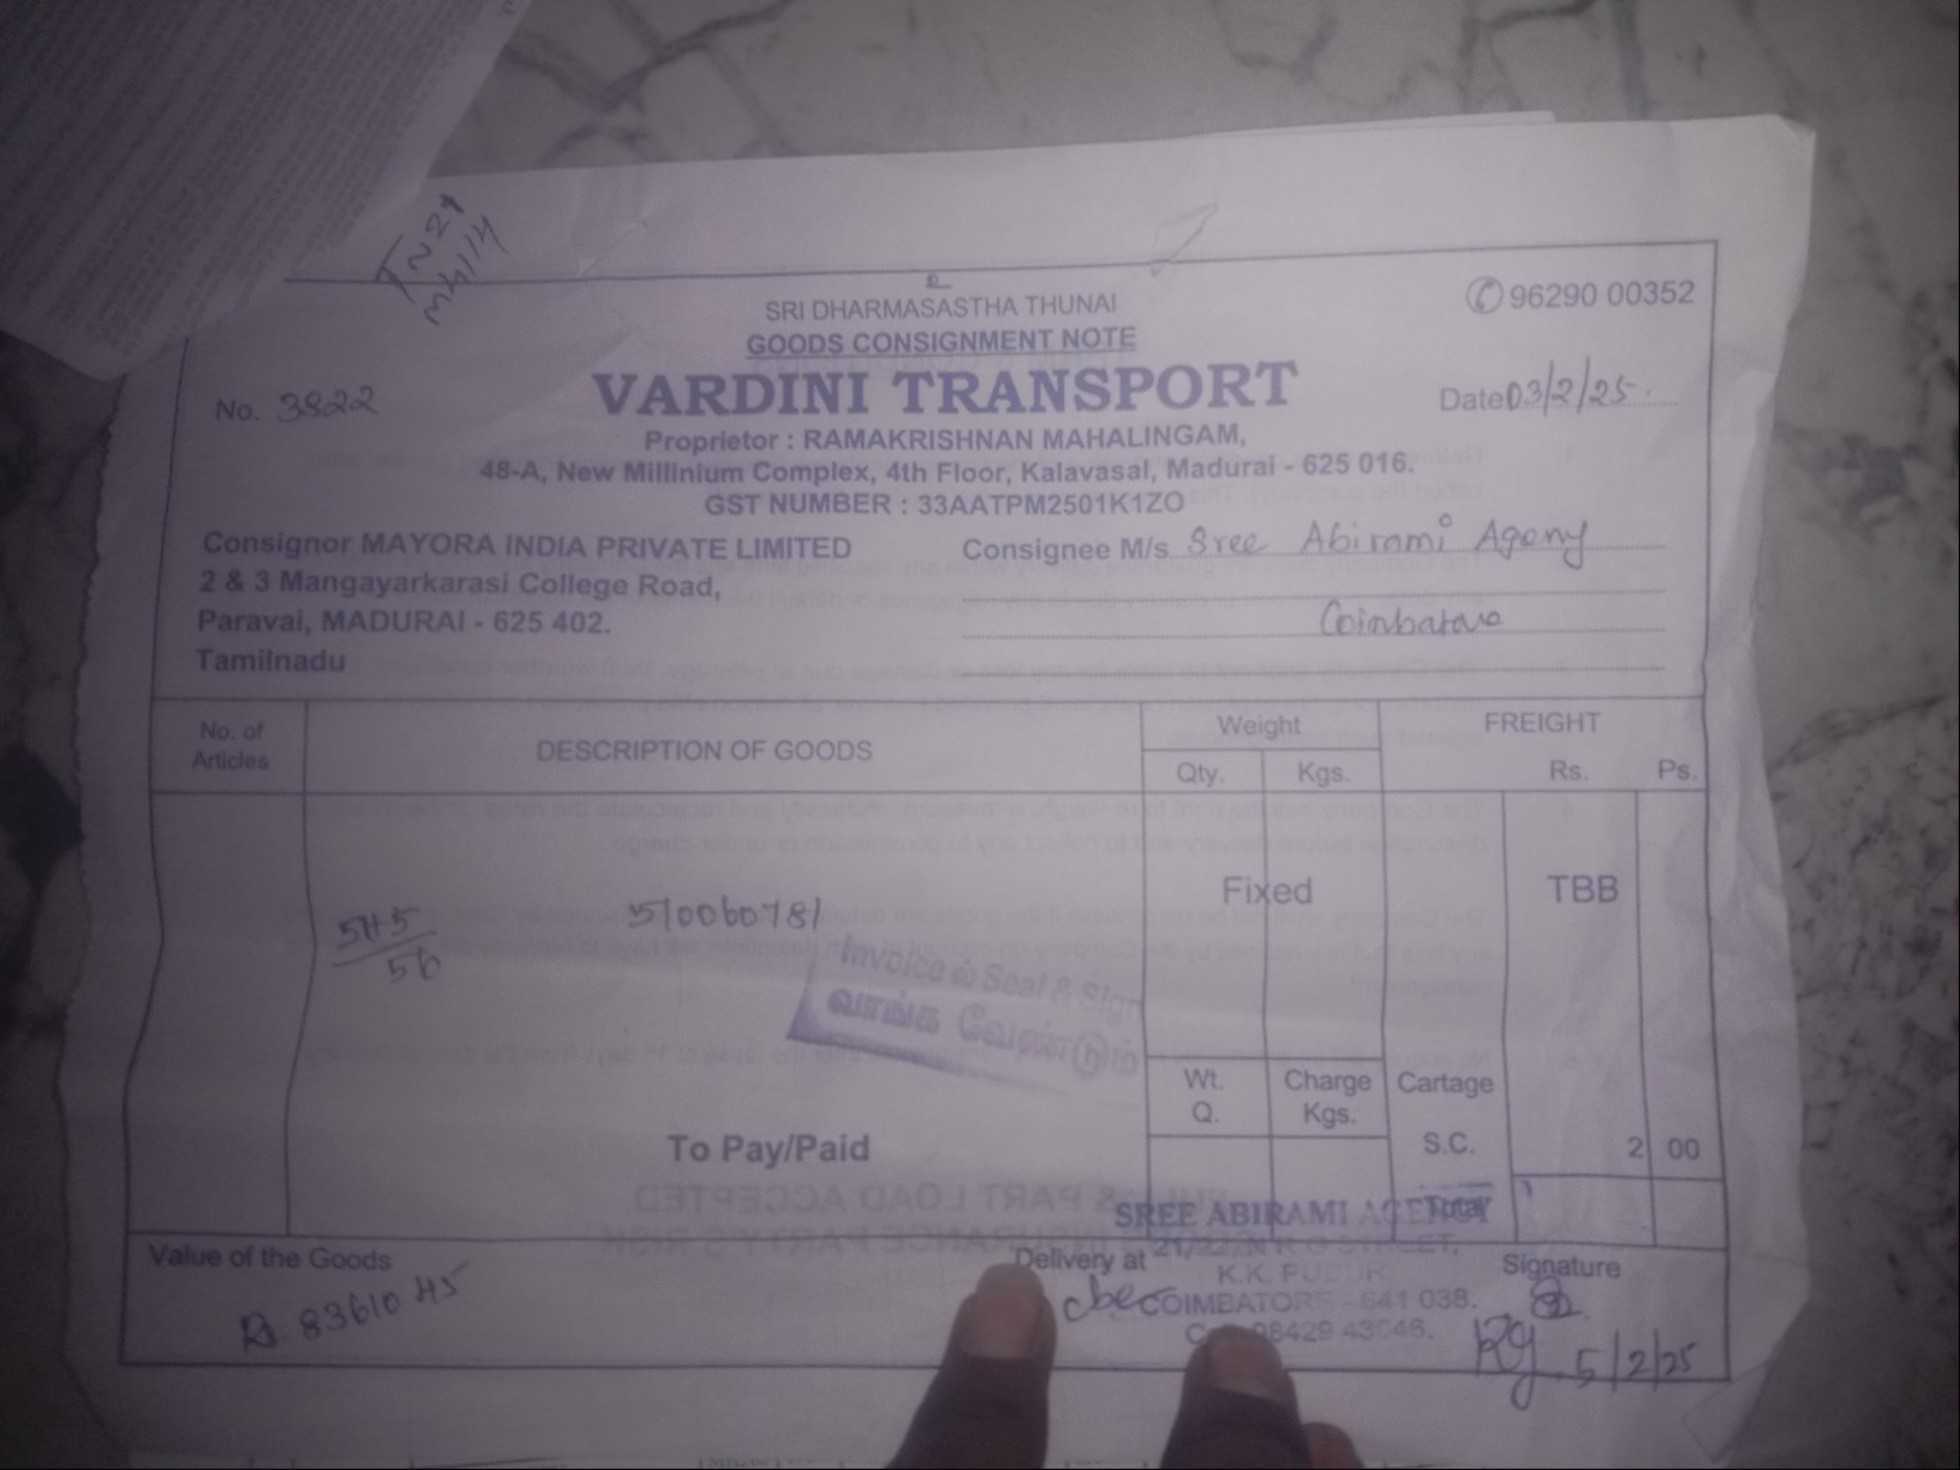 TN 21
SRI DHARMASASTHA THUNAI
96290 00352
GOODS CONSIGNMENT NOTE
No. 3822
VARDINI TRANSPORT
Date 03/2/25.
Proprietor : RAMAKRISHNAN MAHALINGAM,
48-A, New Millinium Complex, 4th Floor, Kalavasal, Madurai - 625 016.
GST NUMBER : 33AATPM2501K1ZO
Consignor MAYORA INDIA PRIVATE LIMITED
2 & 3 Mangayarkarasi College Road,
Paravai, MADURAI - 625 402.
Tamilnadu
Consignee M/s Sree Abirami Agency
Coimbatore
No. of
Articles
DESCRIPTION OF GOODS
Weight
Qty. Kgs.
FREIGHT
Rs. Ps.
56
510060781
Fixed
TBB
Invoice ல் Seal & Sign
வாங்க வேண்டும்
Wt.
Q.
Charge
Kgs.
Cartage
S.C.
2 00
To Pay/Paid
Total
SREE ABIRAMI AGENCY
STREET,
K.K. PUDUR
COIMBATORE - 641 038.
Value of the Goods
Rs 83610 45
Delivery at
cbe
Signature
5/2/25